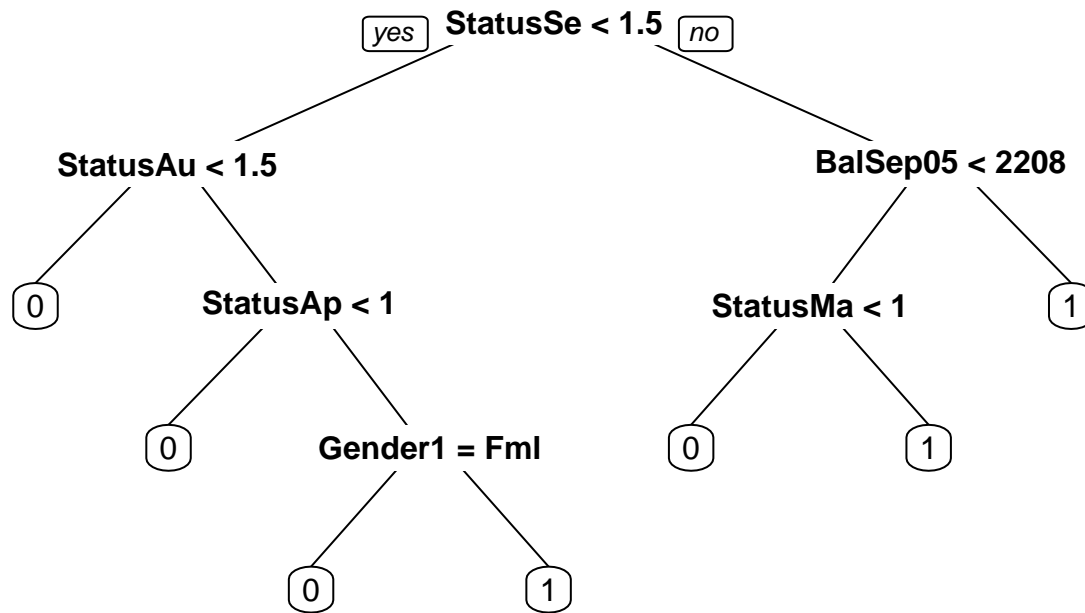 yes StatusSe < 1.5 no
StatusAu < 1.5 BalSep05 < 2208
0 StatusAp < 1 StatusMa < 1 1
0 Gender1 = Fml 0 1
0 1